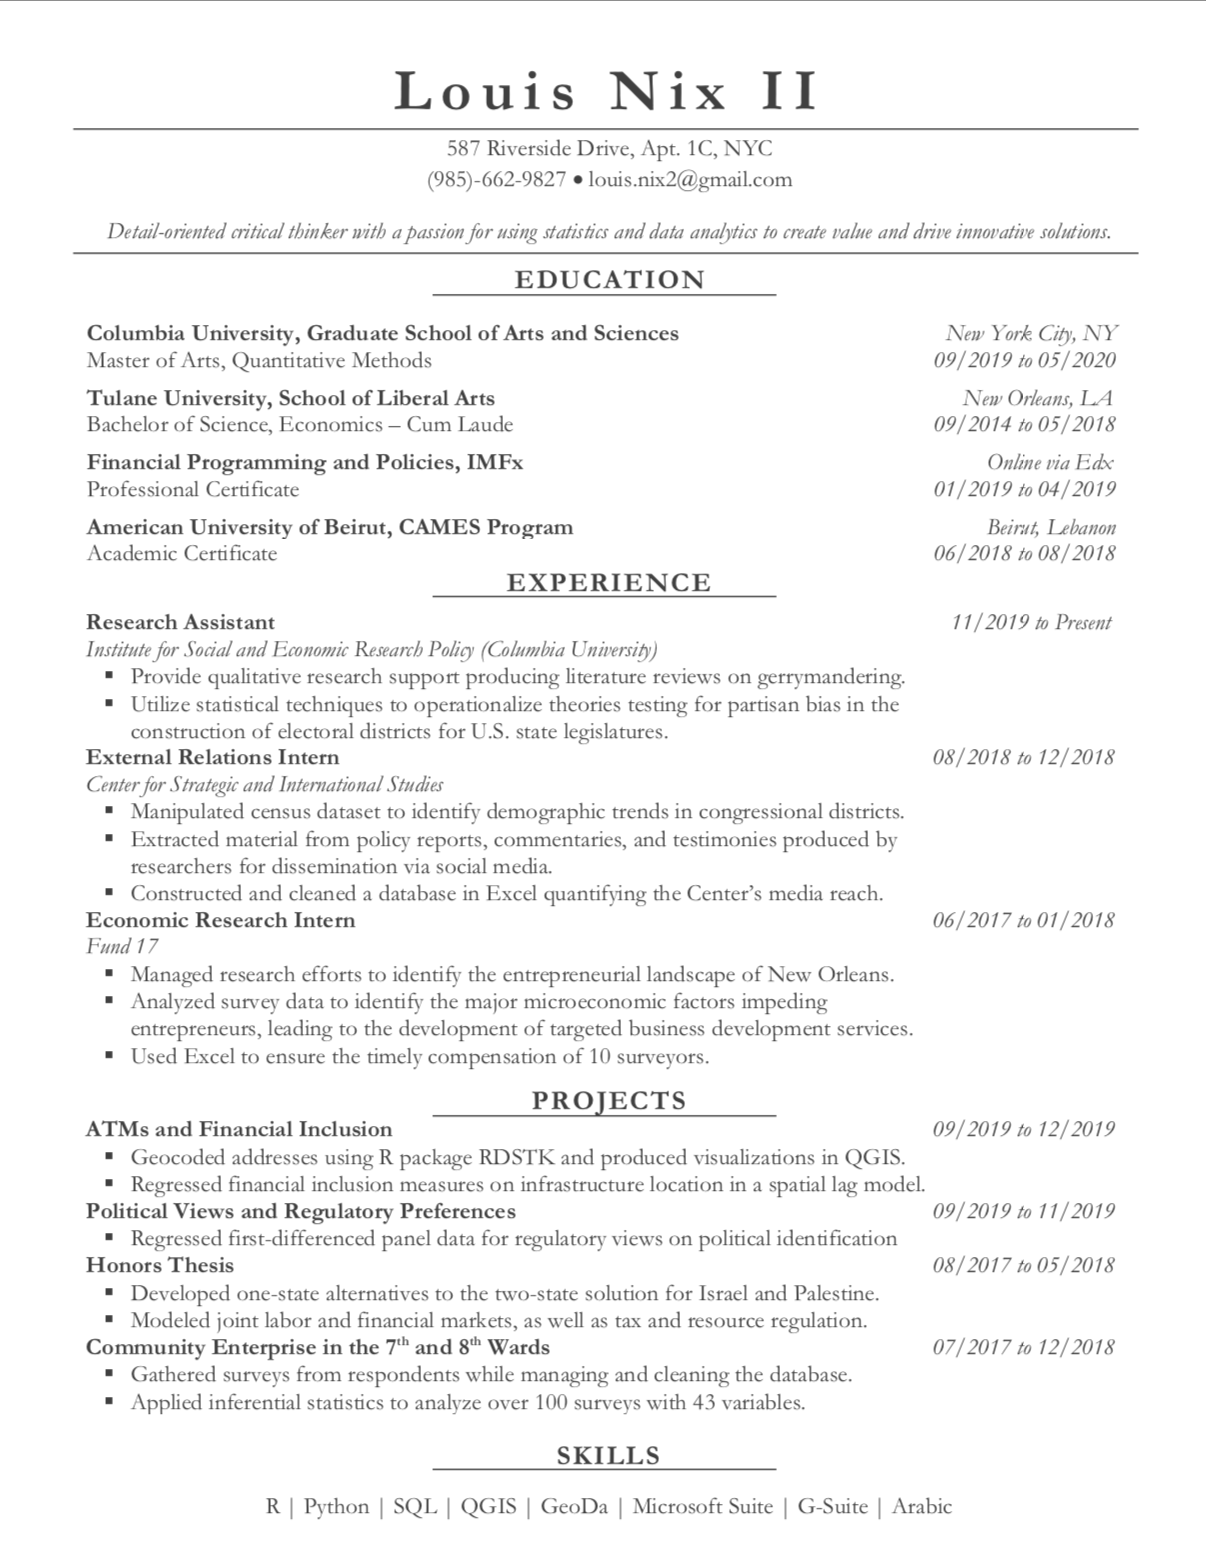 Louis Nix II
587 Riverside Drive, Apt. 1C, NYC
(985)-662-9827 ● louis.nix2@gmail.com
Detail-oriented critical thinker with a passion for using statistics and data analytics to create value and drive innovative solutions.
EDUCATION
Columbia University, Graduate School of Arts and Sciences New York City, NY
Master of Arts, Quantitative Methods 09/2019 to 05/2020
Tulane University, School of Liberal Arts New Orleans, LA
Bachelor of Science, Economics – Cum Laude 09/2014 to 05/2018
Financial Programming and Policies, IMFx Online via Edx
Professional Certificate 01/2019 to 04/2019
American University of Beirut, CAMES Program Beirut, Lebanon
Academic Certificate 06/2018 to 08/2018
EXPERIENCE
Research Assistant 11/2019 to Present
Institute for Social and Economic Research Policy (Columbia University)
▪ Provide qualitative research support producing literature reviews on gerrymandering.
▪ Utilize statistical techniques to operationalize theories testing for partisan bias in the
construction of electoral districts for U.S. state legislatures.
External Relations Intern 08/2018 to 12/2018
Center for Strategic and International Studies
▪ Manipulated census dataset to identify demographic trends in congressional districts.
▪ Extracted material from policy reports, commentaries, and testimonies produced by
researchers for dissemination via social media.
▪ Constructed and cleaned a database in Excel quantifying the Center's media reach.
Economic Research Intern 06/2017 to 01/2018
Fund 17
▪ Managed research efforts to identify the entrepreneurial landscape of New Orleans.
▪ Analyzed survey data to identify the major microeconomic factors impeding
entrepreneurs, leading to the development of targeted business development services.
▪ Used Excel to ensure the timely compensation of 10 surveyors.
PROJECTS
ATMs and Financial Inclusion 09/2019 to 12/2019
▪ Geocoded addresses using R package RDSTK and produced visualizations in QGIS.
▪ Regressed financial inclusion measures on infrastructure location in a spatial lag model.
Political Views and Regulatory Preferences 09/2019 to 11/2019
▪ Regressed first-differenced panel data for regulatory views on political identification
Honors Thesis 08/2017 to 05/2018
▪ Developed one-state alternatives to the two-state solution for Israel and Palestine.
▪ Modeled joint labor and financial markets, as well as tax and resource regulation.
Community Enterprise in the 7th and 8th Wards 07/2017 to 12/2018
▪ Gathered surveys from respondents while managing and cleaning the database.
▪ Applied inferential statistics to analyze over 100 surveys with 43 variables.
SKILLS
R | Python | SQL | QGIS | GeoDa | Microsoft Suite | G-Suite | Arabic